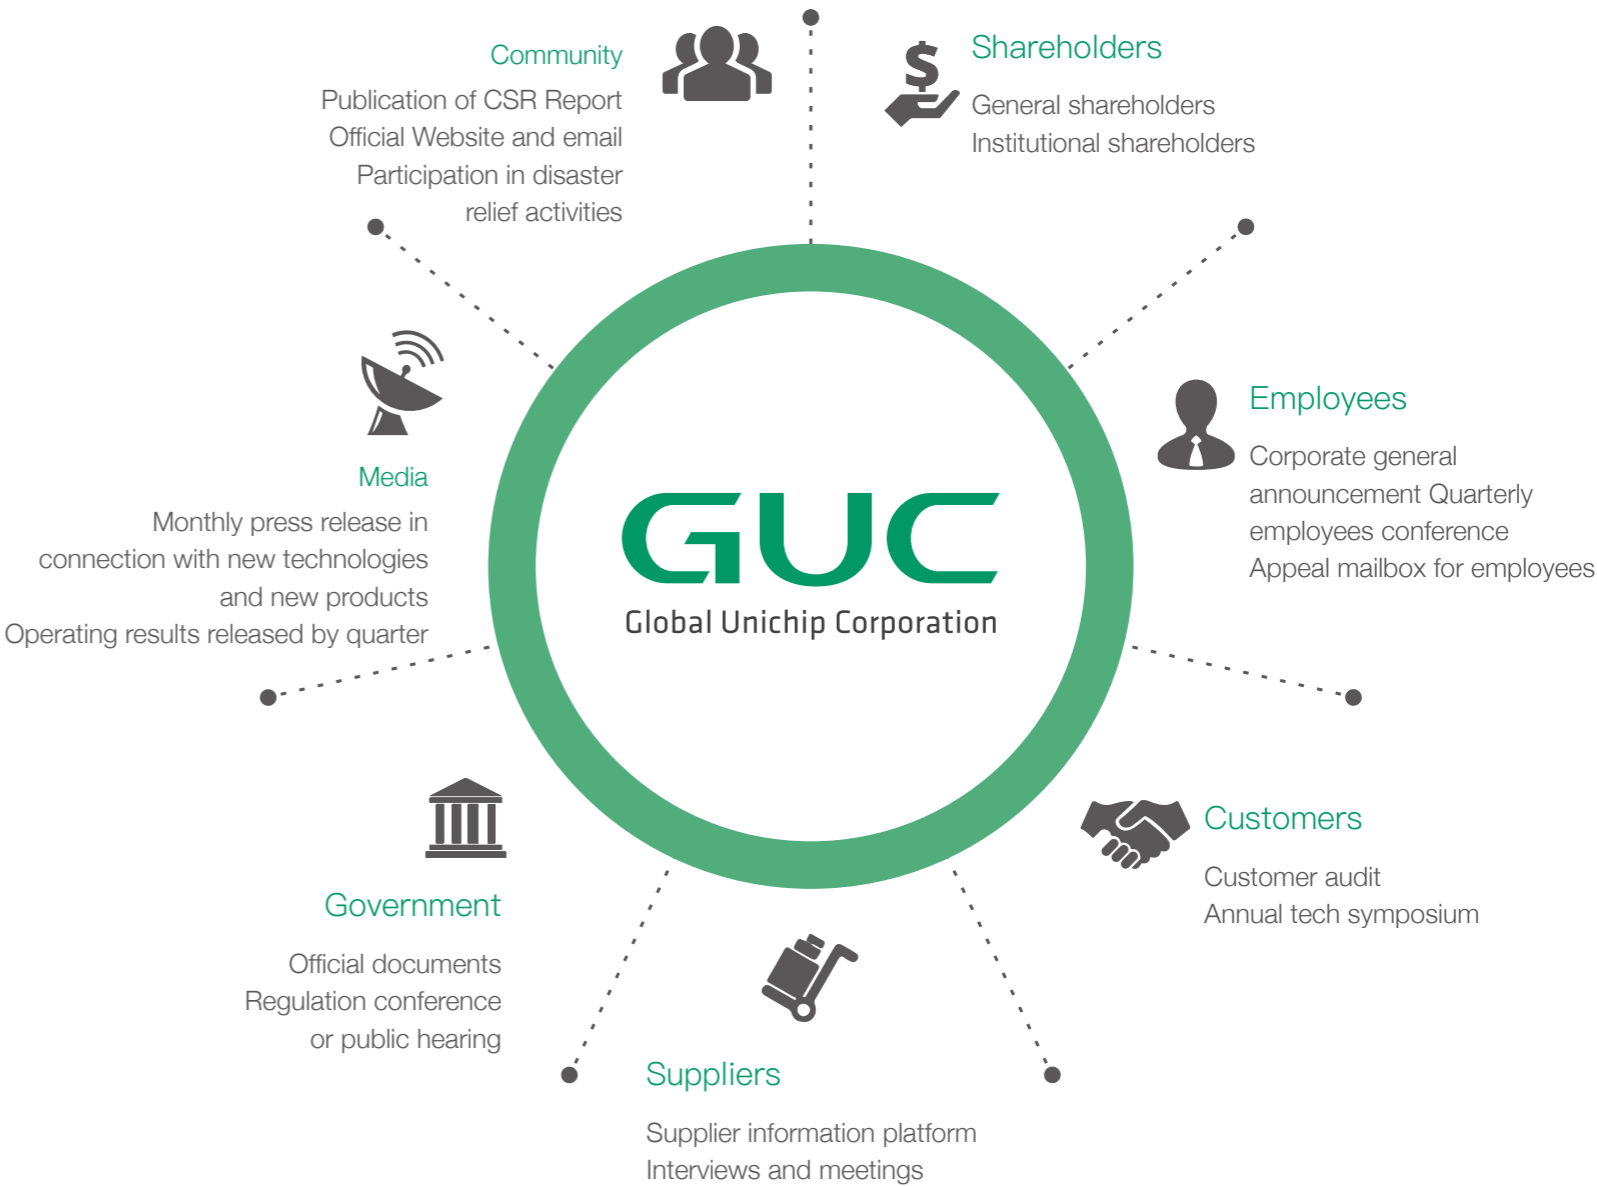 Community
Publication of CSR Report
Official Website and email
Participation in disaster
relief activities
$
Shareholders
General shareholders
Institutional shareholders
Employees
Corporate general
announcement Quarterly
employees conference
Appeal mailbox for employees
Media
Monthly press release in
connection with new technologies
and new products
Operating results released by quarter
GUC
Global Unichip Corporation
Customers
Customer audit
Annual tech symposium
Government
Official documents
Regulation conference
or public hearing
Suppliers
Supplier information platform
Interviews and meetings